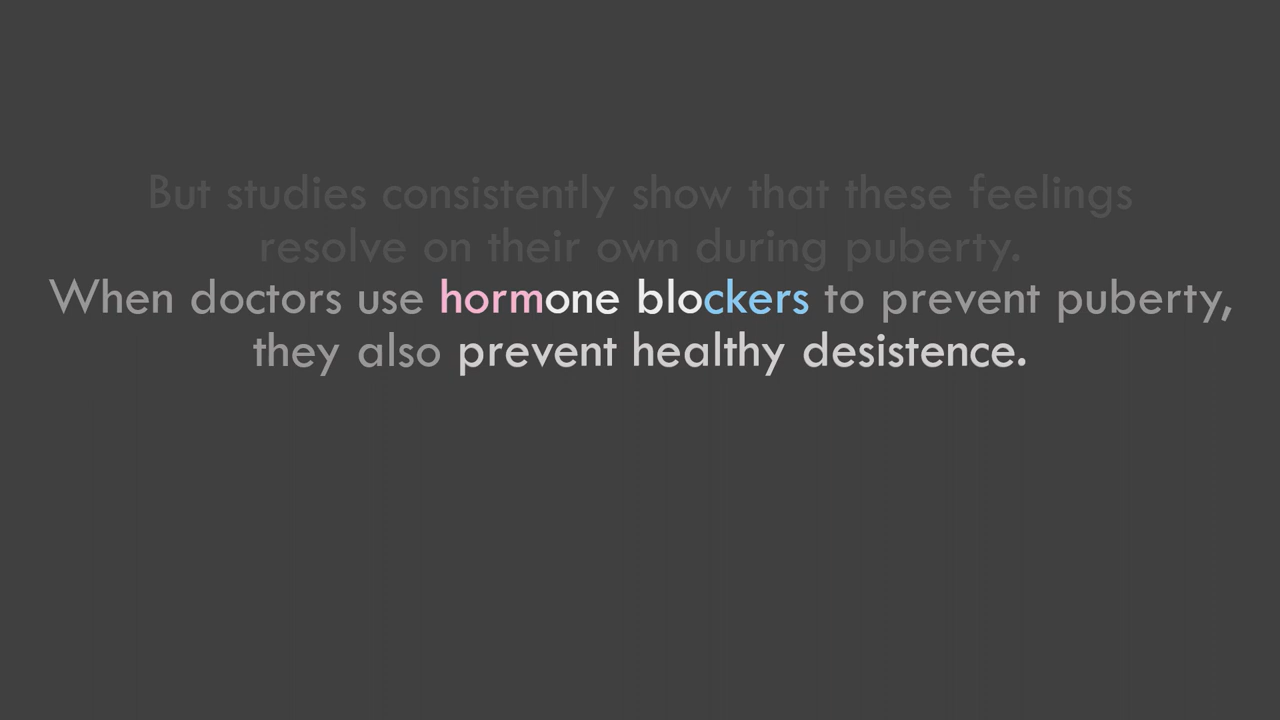 But studies consistently show that these feelings
resolve on their own during puberty.
When doctors use hormone blockers to prevent puberty,
they also prevent healthy desistence.